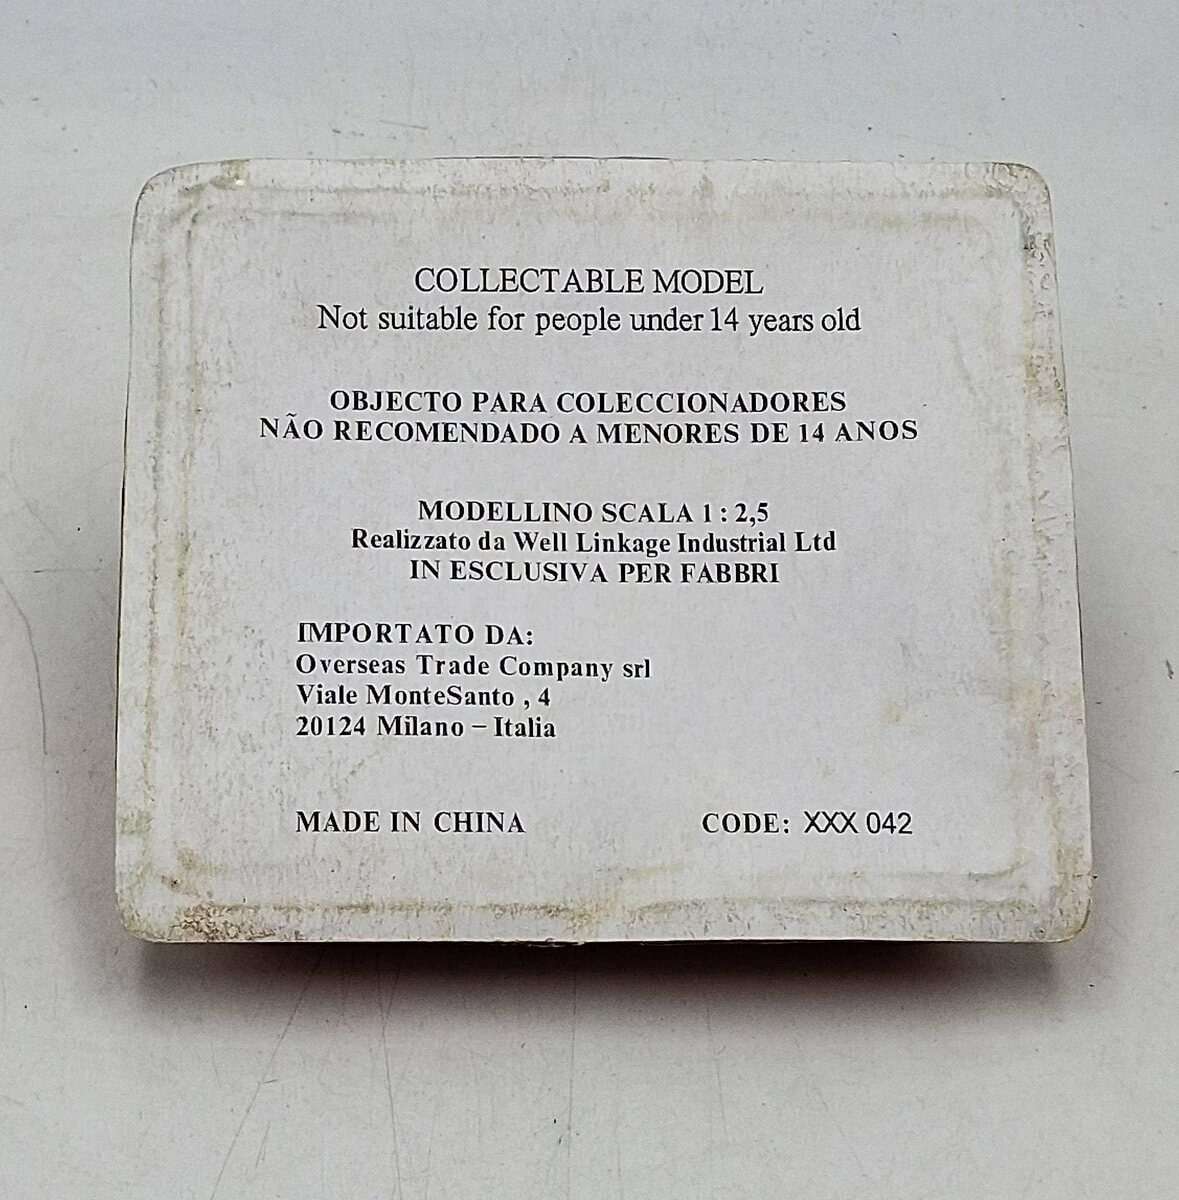 COLLECTABLE MODEL
Not suitable for people under 14 years old
OBJECTO PARA COLECCIONADORES
NÃO RECOMENDADO A MENORES DE 14 ANOS
MODELLINO SCALA 1 : 2,5
Realizzato da Well Linkage Industrial Ltd
IN ESCLUSIVA PER FABBRI
IMPORTATO DA:
Overseas Trade Company srl
Viale MonteSanto , 4
20124 Milano – Italia
MADE IN CHINA CODE: XXX 042